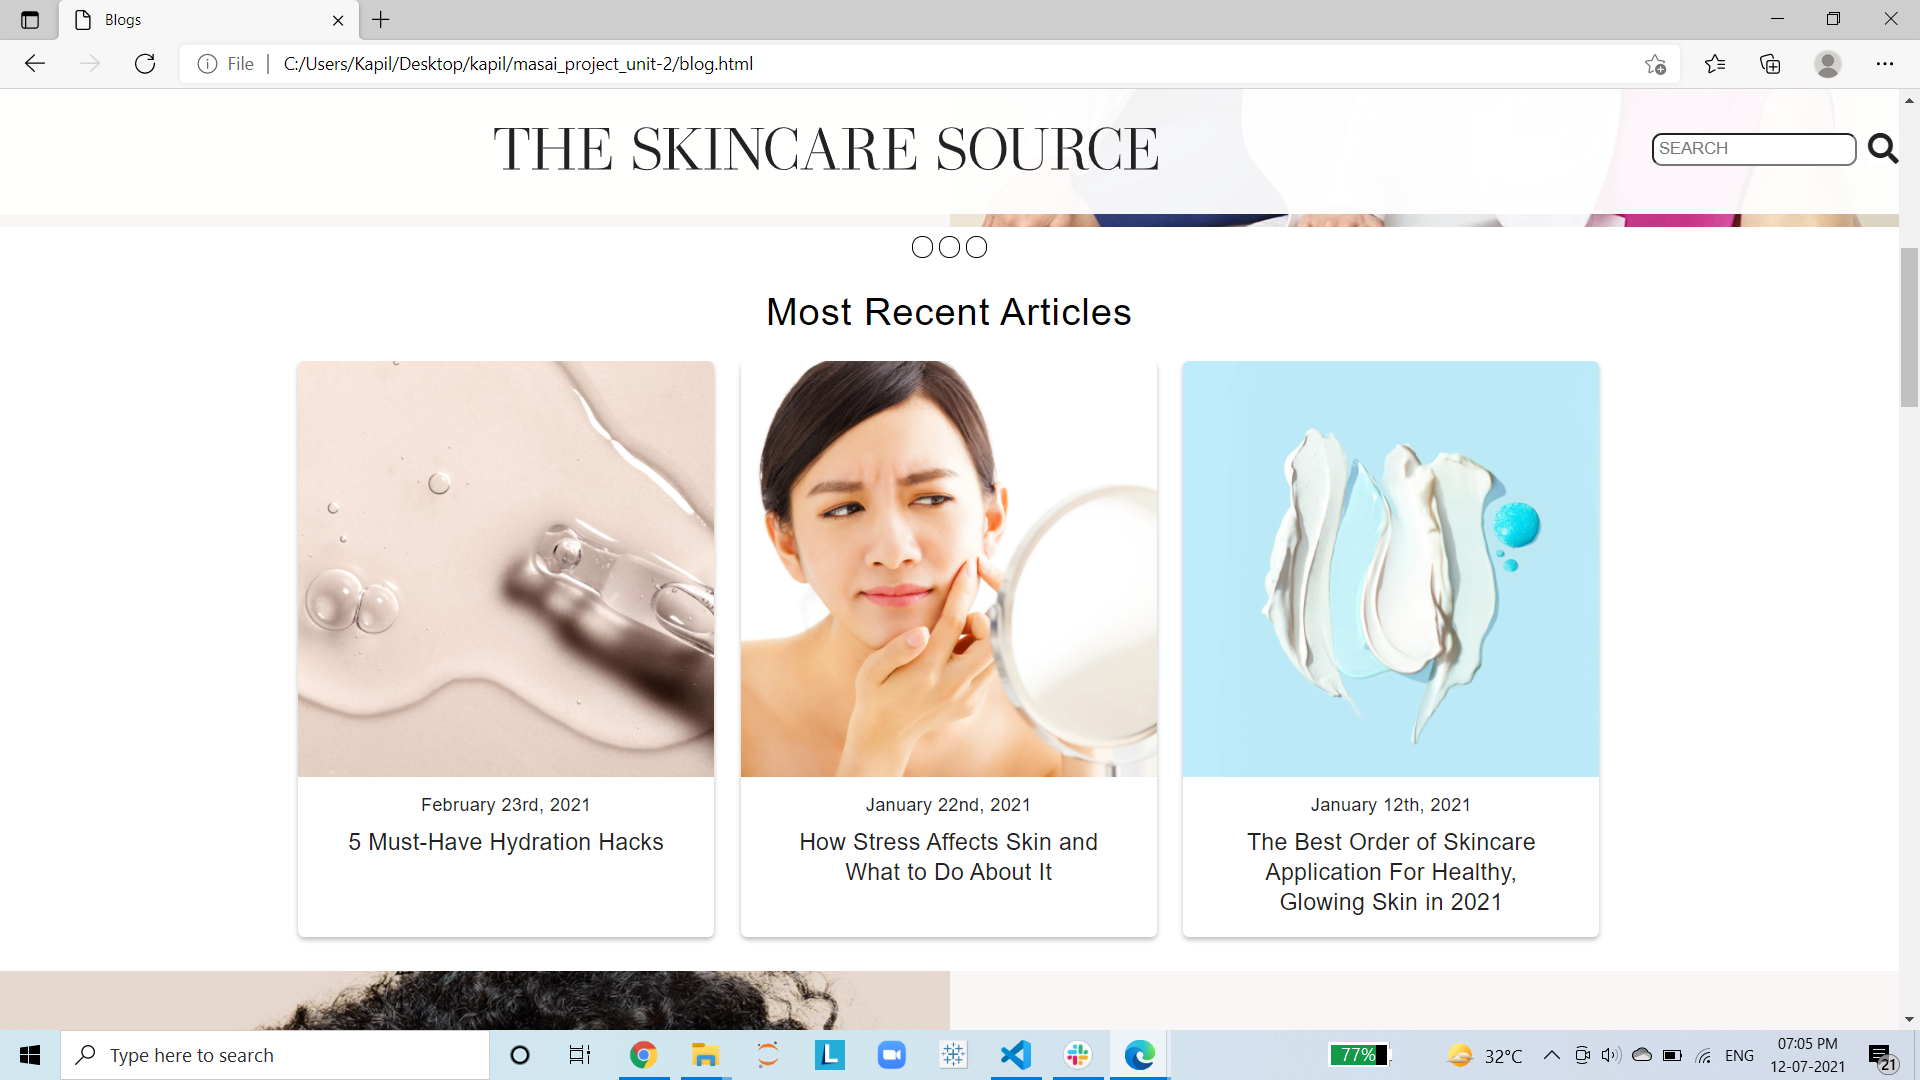 Blogs
File
C:/Users/Kapil/Desktop/kapil/masai_project_unit-2/blog.html
THE SKINCARE SOURCE
SEARCH
Most Recent Articles
February 23rd, 2021
5 Must-Have Hydration Hacks
January 22nd, 2021
How Stress Affects Skin and
What to Do About It
January 12th, 2021
The Best Order of Skincare
Application For Healthy,
Glowing Skin in 2021
Type here to search
L
77%
32°C
ENG
07:05 PM
12-07-2021
21